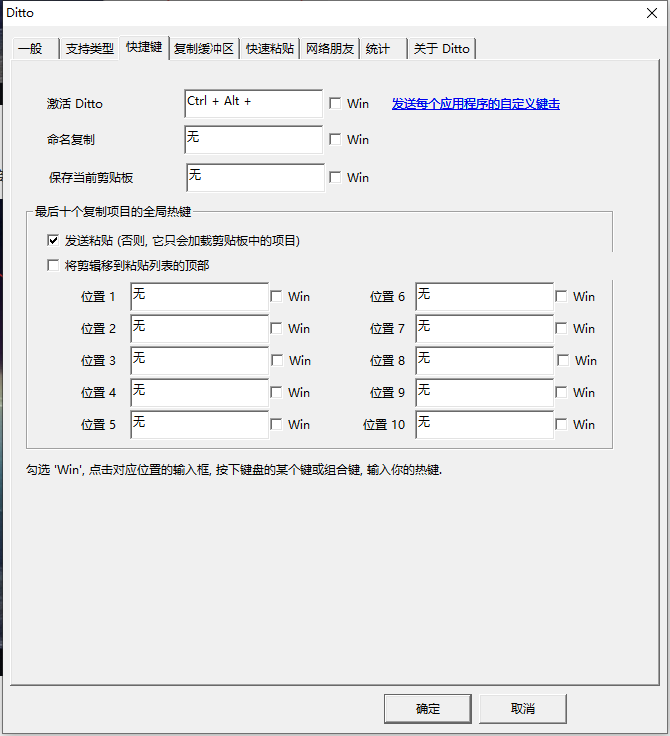 Ditto
一般 支持类型 快捷键 复制缓冲区 快速粘贴 网络朋友 统计 关于 Ditto
激活 Ditto Ctrl + Alt + Win 发送每个应用程序的自定义键击
命名复制 无 Win
保存当前剪贴板 无 Win
最后十个复制项目的全局热键
发送粘贴 (否则, 它只会加载剪贴板中的项目)
将剪辑移到粘贴列表的顶部
位置 1 无 Win 位置 6 无 Win
位置 2 无 Win 位置 7 无 Win
位置 3 无 Win 位置 8 无 Win
位置 4 无 Win 位置 9 无 Win
位置 5 无 Win 位置 10 无 Win
勾选 'Win', 点击对应位置的输入框, 按下键盘的某个键或组合键, 输入你的热键.
确定 取消